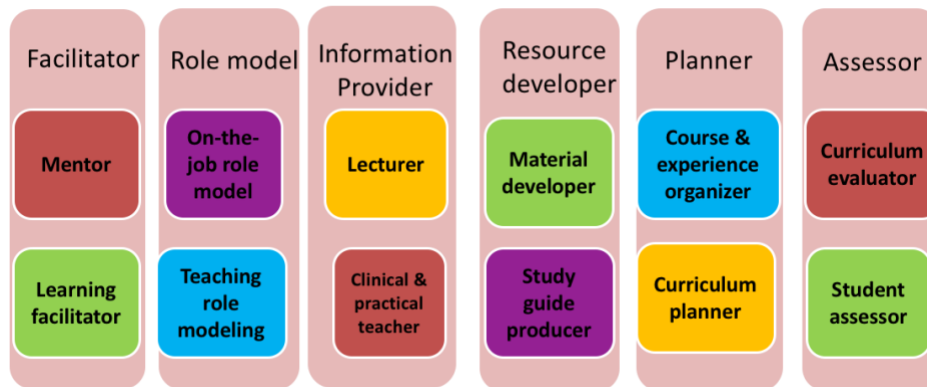 Facilitator
Mentor
Learning
facilitator
Role model
On-the-
job role
model
Teaching
role
modeling
Information
Provider
Lecturer
Clinical &
practical
teacher
Resource
developer
Material
developer
Study
guide
producer
Planner
Course &
experience
organizer
Curriculum
planner
Assessor
Curriculum
evaluator
Student
assessor